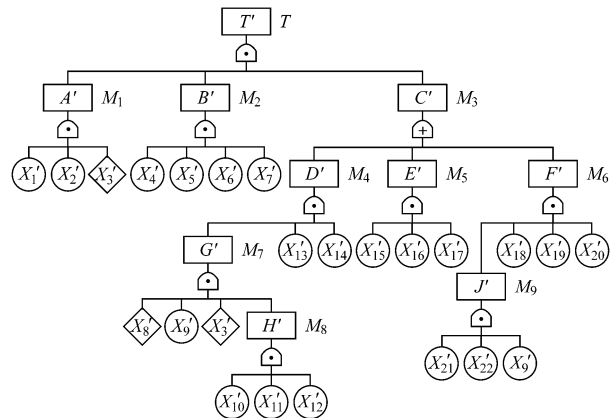 T′ T
•
A′ M₁ B′ M₂ C′ M₃
• • +
X₁′ X₂′ X₃′ X₄′ X₅′ X₆′ X₇′ D′ M₄ E′ M₅ F′ M₆
• • •
G′ M₇ X₁₃′ X₁₄′ X₁₅′ X₁₆′ X₁₇′ X₁₈′ X₁₉′ X₂₀′
• J′ M₉
X₈′ X₉′ X₃′ H′ M₈ •
• X₂₁′ X₂₂′ X₉′
X₁₀′ X₁₁′ X₁₂′